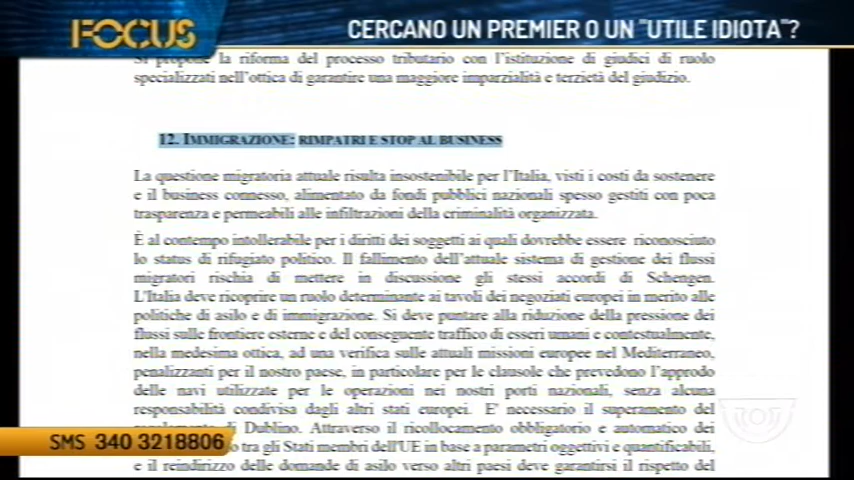 FOCUS
CERCANO UN PREMIER O UN "UTILE IDIOTA"?
Si propone la riforma del processo tributario con l'istituzione di giudici di ruolo
specializzati nell'ottica di garantire una maggiore imparzialità e terzietà del giudizio.
12. IMMIGRAZIONE: RIMPATRI E STOP AL BUSINESS
La questione migratoria attuale risulta insostenibile per l'Italia, visti i costi da sostenere
e il business connesso, alimentato da fondi pubblici nazionali spesso gestiti con poca
trasparenza e permeabili alle infiltrazioni della criminalità organizzata.
È al contempo intollerabile per i diritti dei soggetti ai quali dovrebbe essere riconosciuto
lo status di rifugiato politico. Il fallimento dell'attuale sistema di gestione dei flussi
migratori rischia di mettere in discussione gli stessi accordi di Schengen.
L'Italia deve ricoprire un ruolo determinante ai tavoli dei negoziati europei in merito alle
politiche di asilo e di immigrazione. Si deve puntare alla riduzione della pressione dei
flussi sulle frontiere esterne e del conseguente traffico di esseri umani e contestualmente,
nella medesima ottica, ad una verifica sulle attuali missioni europee nel Mediterraneo,
penalizzanti per il nostro paese, in particolare per le clausole che prevedono l'approdo
delle navi utilizzate per le operazioni nei nostri porti nazionali, senza alcuna
responsabilità condivisa dagli altri stati europei. E' necessario il superamento del
di Dublino. Attraverso il ricollocamento obbligatorio e automatico dei
tra gli Stati membri dell'UE in base a parametri oggettivi e quantificabili,
e il reindirizzo delle domande di asilo verso altri paesi deve garantirsi il rispetto del
SMS 340 3218806